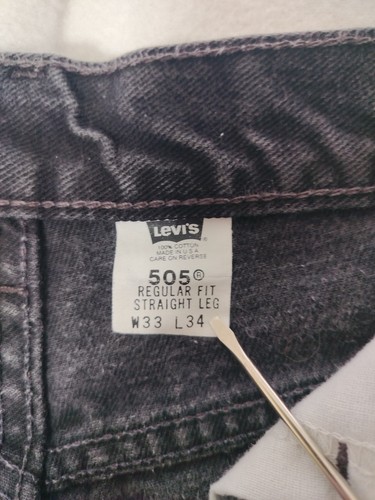 Levi's
®
100% COTTON
MADE IN U.S.A
CARE ON REVERSE
505®
REGULAR FIT
STRAIGHT LEG
W33 L34